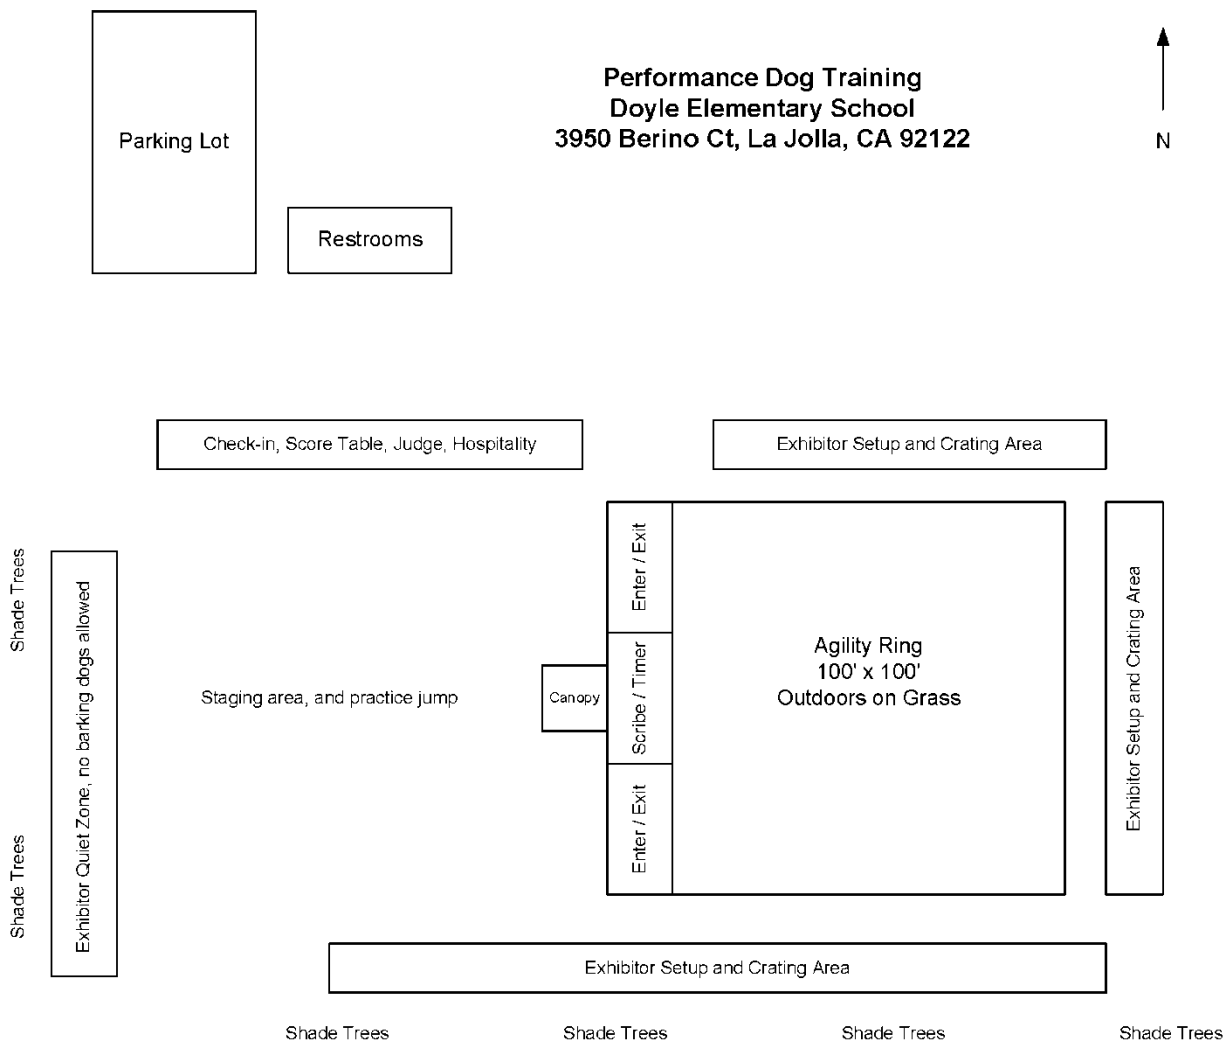 Performance Dog Training
Doyle Elementary School
3950 Berino Ct, La Jolla, CA 92122
N
Parking Lot
Restrooms
Check-in, Score Table, Judge, Hospitality
Exhibitor Setup and Crating Area
Shade Trees
Shade Trees
Exhibitor Quiet Zone, no barking dogs allowed
Staging area, and practice jump
Canopy
Enter / Exit
Scribe / Timer
Enter / Exit
Agility Ring
100' x 100'
Outdoors on Grass
Exhibitor Setup and Crating Area
Exhibitor Setup and Crating Area
Shade Trees
Shade Trees
Shade Trees
Shade Trees